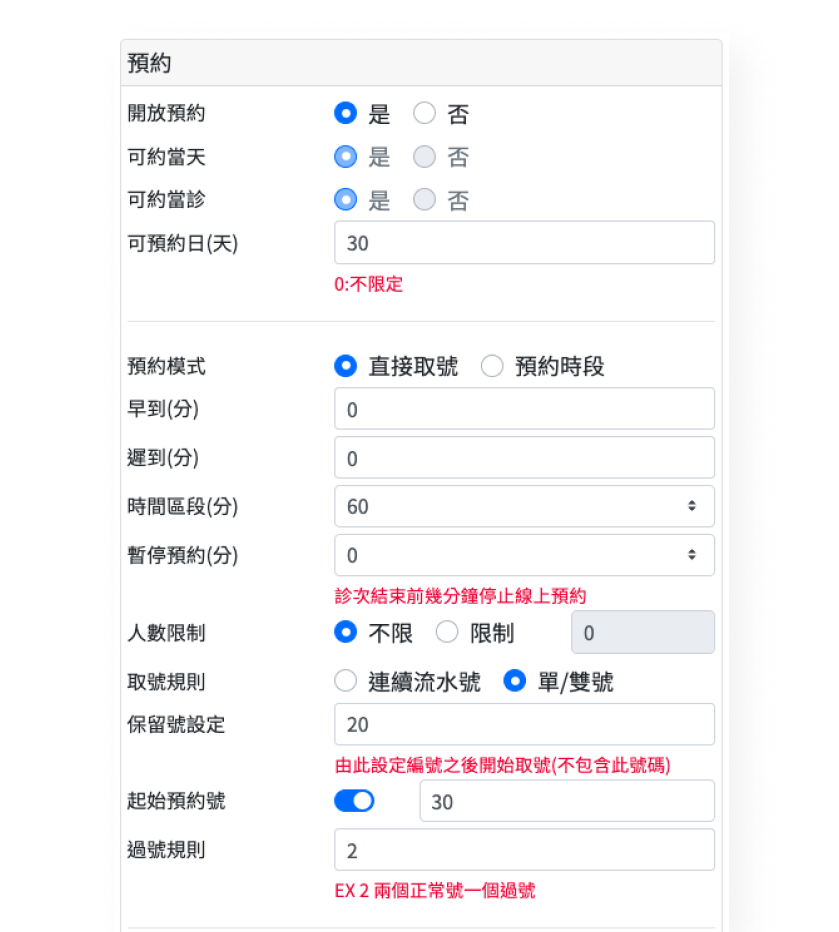 預約
開放預約 是 否
可約當天 是 否
可約當診 是 否
可預約日(天) 30
0:不限定
預約模式 直接取號 預約時段
早到(分) 0
遲到(分) 0
時間區段(分) 60
暫停預約(分) 0
診次結束前幾分鐘停止線上預約
人數限制 不限 限制 0
取號規則 連續流水號 單/雙號
保留號設定 20
由此設定編號之後開始取號(不包含此號碼)
起始預約號 30
過號規則 2
EX 2 兩個正常號一個過號